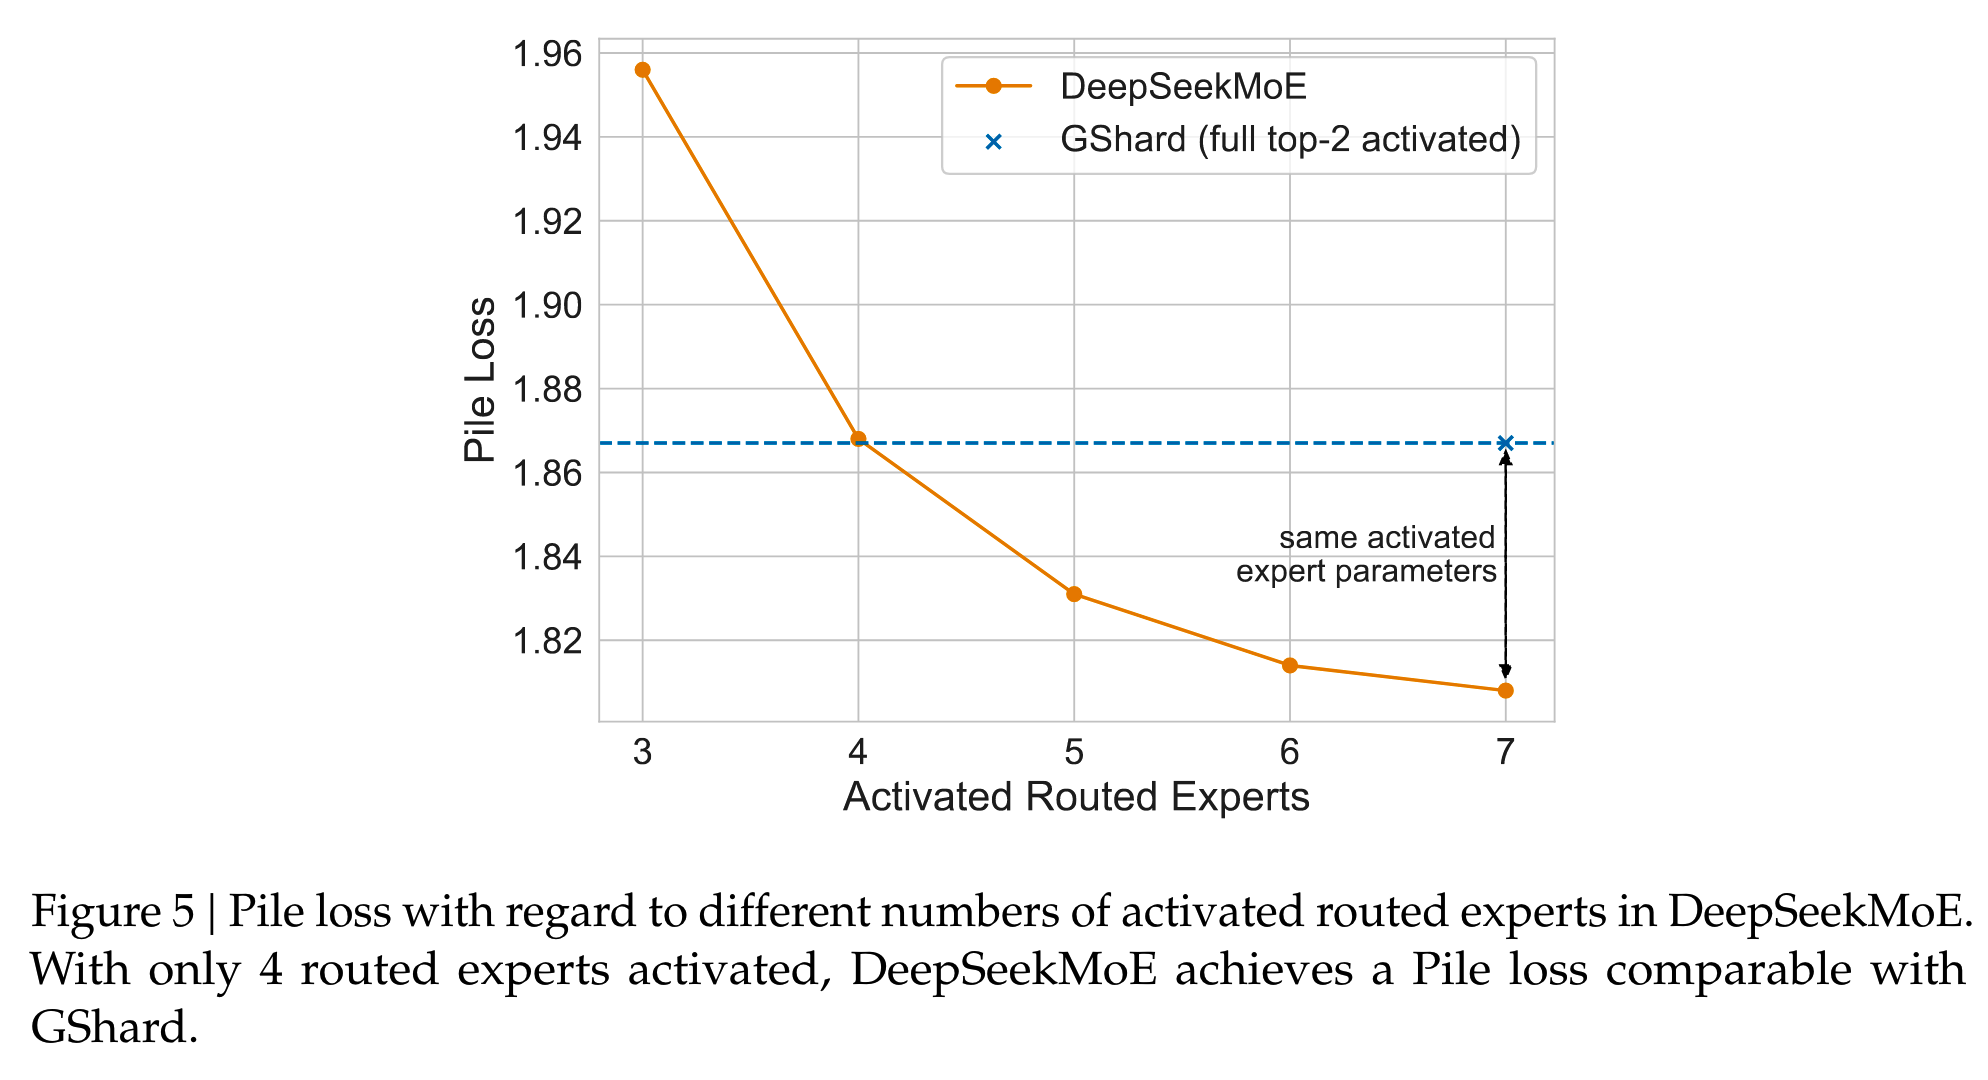 1.96
1.94
1.92
1.90
1.88
1.86
1.84
1.82
Pile Loss
DeepSeekMoE
GShard (full top-2 activated)
same activated
expert parameters
3 4 5 6 7
Activated Routed Experts
Figure 5 | Pile loss with regard to different numbers of activated routed experts in DeepSeekMoE.
With only 4 routed experts activated, DeepSeekMoE achieves a Pile loss comparable with
GShard.